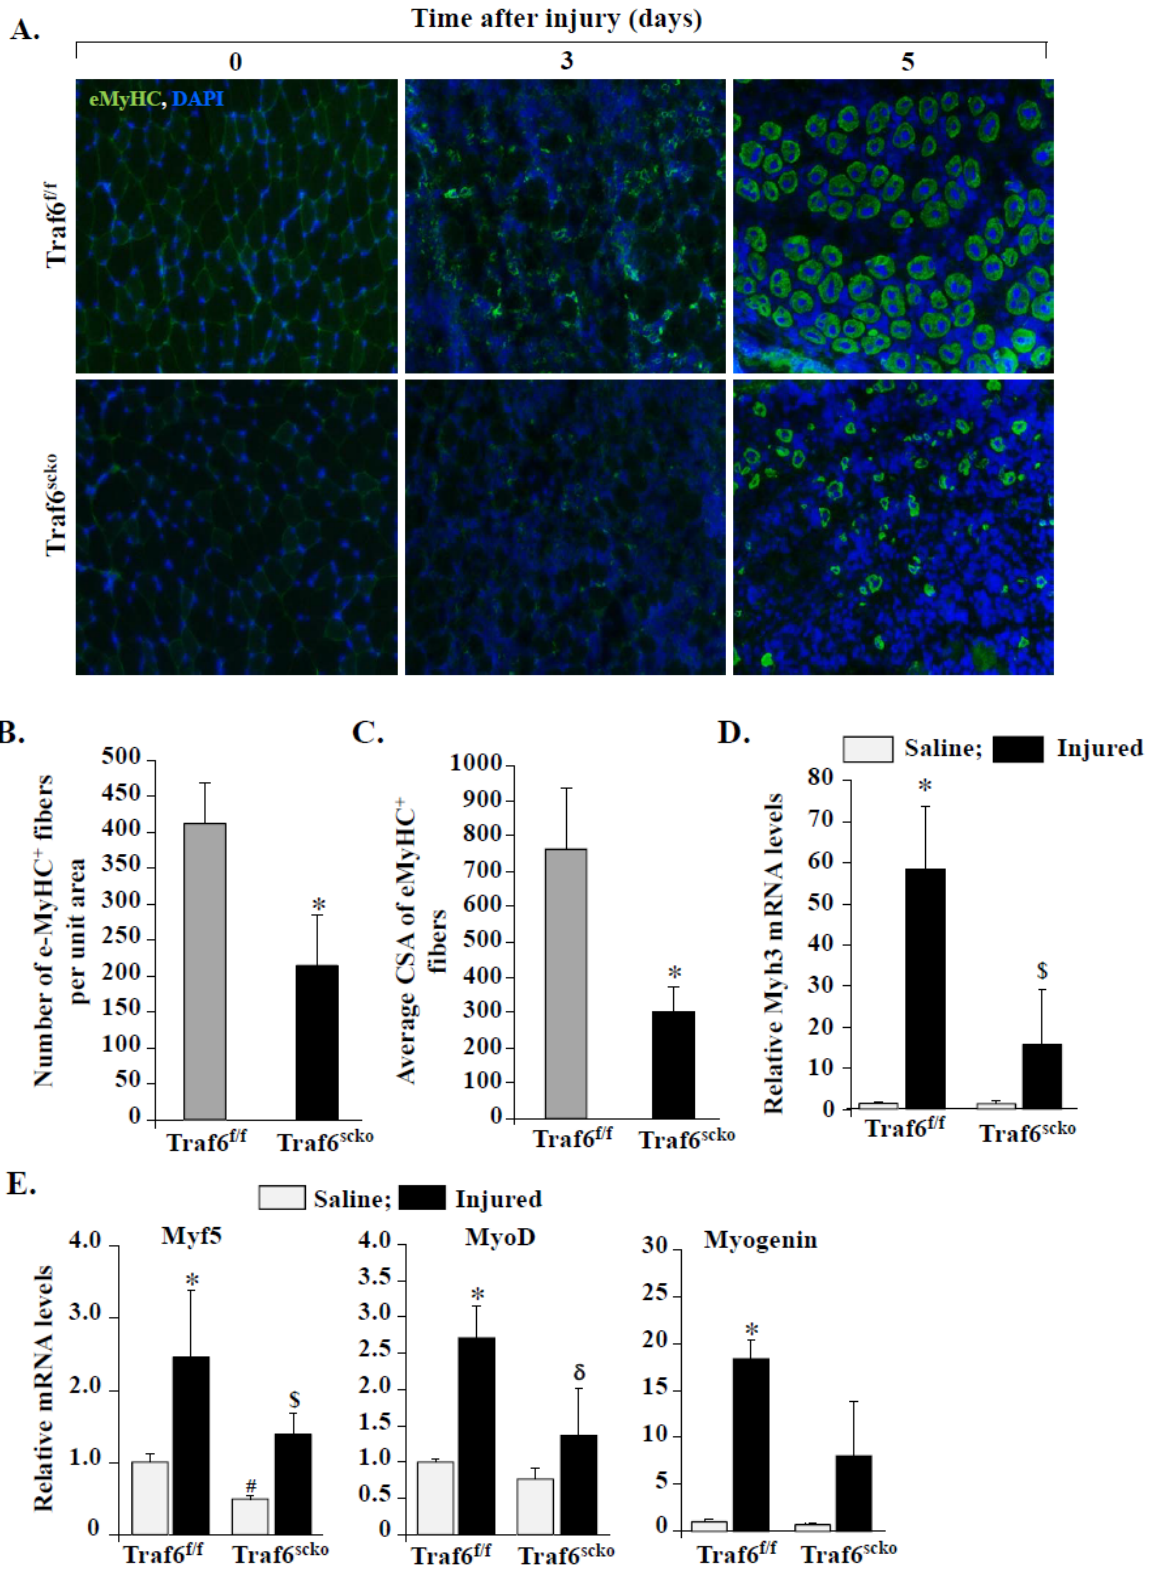 A.
Time after injury (days)
0 3 5
eMyHC, DAPI
Traf6f/f
Traf6scko
B.
500
450
400
350
300
250
200
150
100
50
0
Number of e-MyHC+ fibers
per unit area
*
Traf6f/f Traf6scko
C.
1000
900
800
700
600
500
400
300
200
100
0
Average CSA of eMyHC+
fibers
*
Traf6f/f Traf6scko
D.
Saline; Injured
80
70
60
50
40
30
20
10
0
Relative Myh3 mRNA levels
*
$
Traf6f/f Traf6scko
E.
Saline; Injured
Relative mRNA levels
Myf5
4.0
3.0
2.0
1.0
0
*
#
$
Traf6f/f Traf6scko
MyoD
4.0
3.5
3.0
2.5
2.0
1.5
1.0
0.5
0
*
δ
Traf6f/f Traf6scko
Myogenin
30
25
20
15
10
5
0
*
Traf6f/f Traf6scko